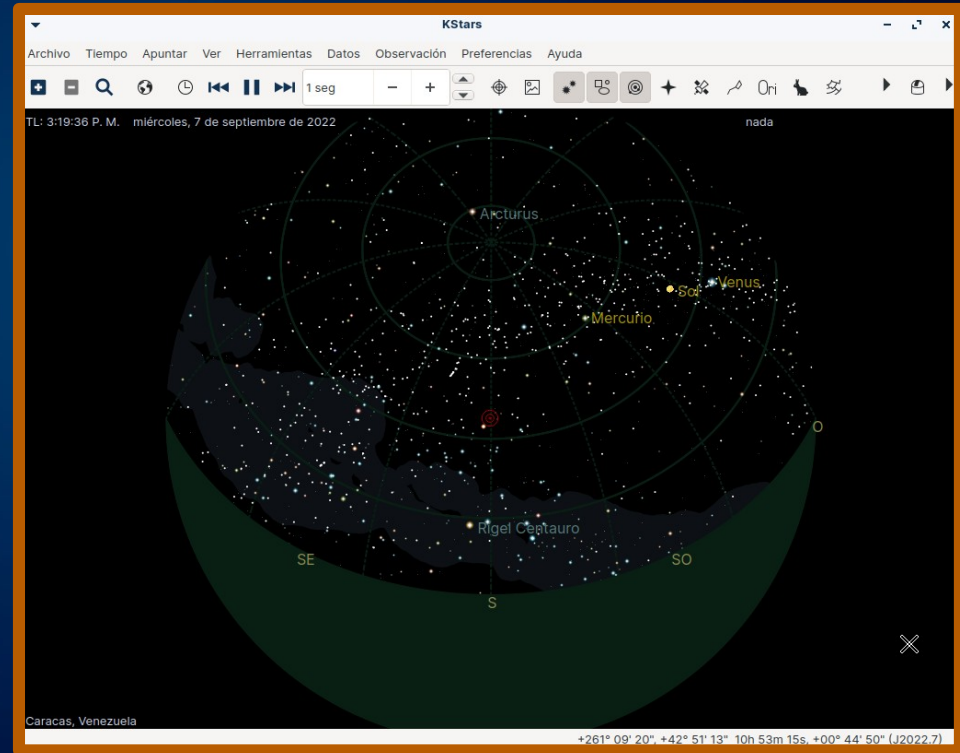 KStars
Archivo Tiempo Apuntar Ver Herramientas Datos Observación Preferencias Ayuda
1 seg − + Ori
TL: 3:19:36 P. M. miércoles, 7 de septiembre de 2022 nada
Arcturus
Sol Venus
Mercurio
O
Rigel Centauro
SE SO
S
Caracas, Venezuela
+261° 09' 20", +42° 51' 13" 10h 53m 15s, +00° 44' 50" (J2022.7)